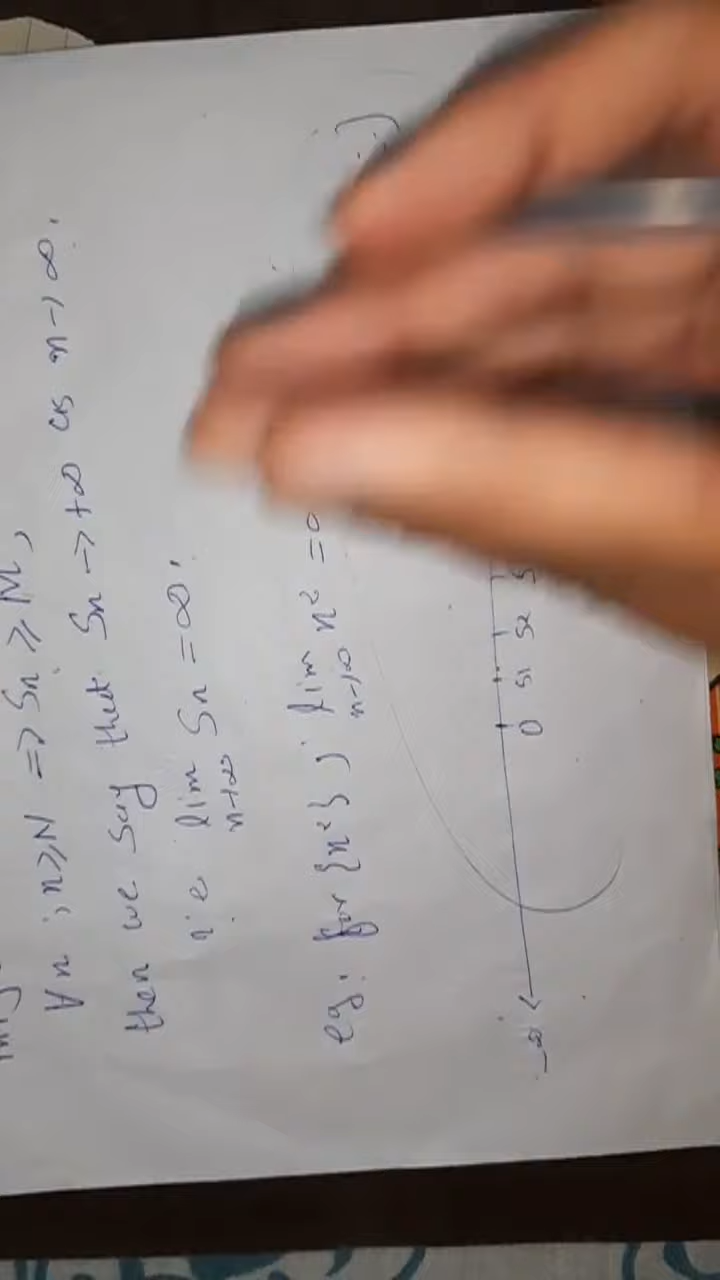 ∀n ; n≥N => Sn ≥ M,
then we say that Sn → +∞ as n→∞.
i.e lim Sn = ∞.
n→∞
eg. for {n²} ; lim n² =
n→∞
-∞ 0 S1 S2